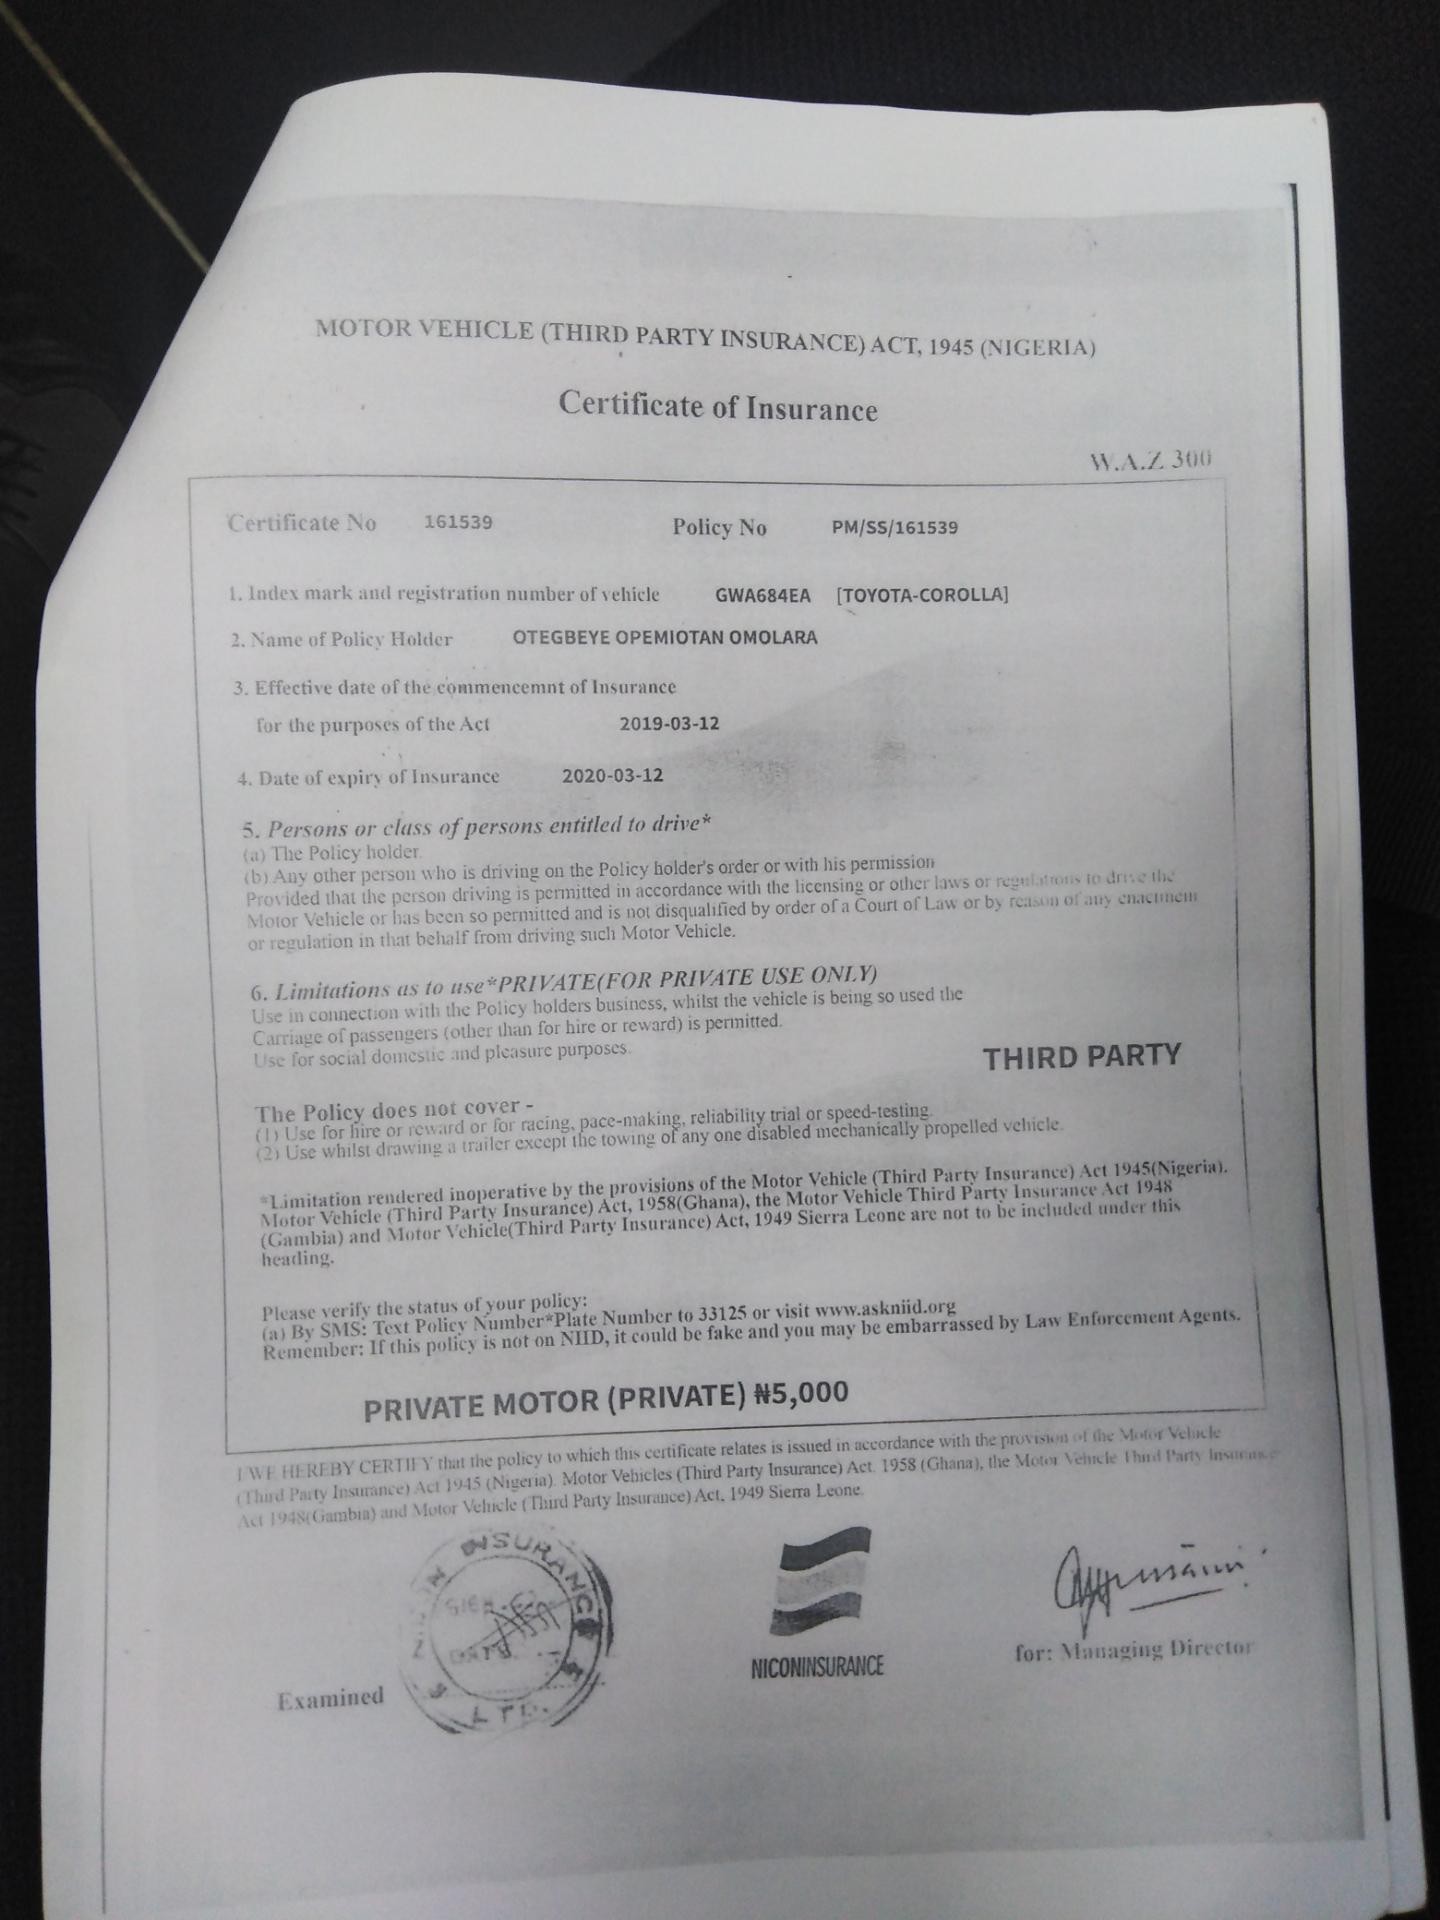 MOTOR VEHICLE (THIRD PARTY INSURANCE) ACT, 1945 (NIGERIA)
Certificate of Insurance
W.A.Z 300
Certificate No 161539 Policy No PM/SS/161539
1. Index mark and registration number of vehicle GWA684EA [TOYOTA-COROLLA]
2. Name of Policy Holder OTEGBEYE OPEMIOTAN OMOLARA
3. Effective date of the commencemnt of Insurance
for the purposes of the Act 2019-03-12
4. Date of expiry of Insurance 2020-03-12
5. Persons or class of persons entitled to drive*
(a) The Policy holder.
(b) Any other person who is driving on the Policy holder's order or with his permission
Provided that the person driving is permitted in accordance with the licensing or other laws or regulations to drive the
Motor Vehicle or has been so permitted and is not disqualified by order of a Court of Law or by reason of any enactment
or regulation in that behalf from driving such Motor Vehicle.
6. Limitations as to use*PRIVATE(FOR PRIVATE USE ONLY)
Use in connection with the Policy holders business, whilst the vehicle is being so used the
Carriage of passengers (other than for hire or reward) is permitted.
Use for social domestic and pleasure purposes.
THIRD PARTY
The Policy does not cover -
(1) Use for hire or reward or for racing, pace-making, reliability trial or speed-testing.
(2) Use whilst drawing a trailer except the towing of any one disabled mechanically propelled vehicle.
*Limitation rendered inoperative by the provisions of the Motor Vehicle (Third Party Insurance) Act 1945(Nigeria).
Motor Vehicle (Third Party Insurance) Act, 1958(Ghana), the Motor Vehicle Third Party Insurance Act 1948
(Gambia) and Motor Vehicle(Third Party Insurance) Act, 1949 Sierra Leone are not to be included under this
heading.
Please verify the status of your policy:
(a) By SMS: Text Policy Number*Plate Number to 33125 or visit www.askniid.org
Remember: If this policy is not on NIID, it could be fake and you may be embarrassed by Law Enforcement Agents.
PRIVATE MOTOR (PRIVATE) ₦5,000
I WE HEREBY CERTIFY that the policy to which this certificate relates is issued in accordance with the provision of the Motor Vehicle
(Third Party Insurance) Act 1945 (Nigeria). Motor Vehicles (Third Party Insurance) Act. 1958 (Ghana), the Motor Vehicle Third Party Insurance
Act 1948(Gambia) and Motor Vehicle (Third Party Insurance) Act, 1949 Sierra Leone.
INSURANCE
LTD.
NICONINSURANCE
for: Managing Director
Examined